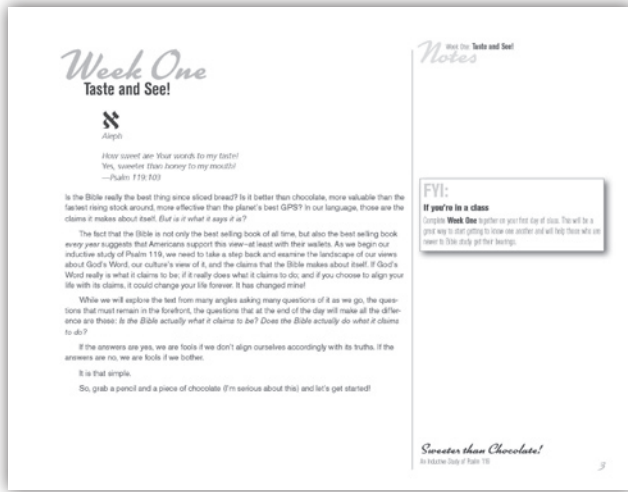 Week One
Taste and See!
א
Aleph
How sweet are Your words to my taste!
Yes, sweeter than honey to my mouth!
—Psalm 119:103
Is the Bible really the best thing since sliced bread? Is it better than chocolate, more valuable than the
fastest rising stock around, more effective than the planet's best GPS? In our language, those are the
claims it makes about itself. But is it what it says it is?
The fact that the Bible is not only the best selling book of all time, but also the best selling book
every year suggests that Americans support this view—at least with their wallets. As we begin our
inductive study of Psalm 119, we need to take a step back and examine the landscape of our views
about God's Word, our culture's view of it, and the claims that the Bible makes about itself. If God's
Word really is what it claims to be; if it really does what it claims to do; and if you choose to align your
life with its claims, it could change your life forever. It has changed mine!
While we will explore the text from many angles asking many questions of it as we go, the ques-
tions that must remain in the forefront, the questions that at the end of the day will make all the differ-
ence are these: Is the Bible actually what it claims to be? Does the Bible actually do what it claims
to do?
If the answers are yes, we are fools if we don't align ourselves accordingly with its truths. If the
answers are no, we are fools if we bother.
It is that simple.
So, grab a pencil and a piece of chocolate (I'm serious about this) and let's get started!
Week One: Taste and See!
Notes
FYI:
If you're in a class
Complete Week One together on your first day of class. This will be a
great way to start getting to know one another and will help those who are
newer to Bible study get their bearings.
Sweeter than Chocolate!
An Inductive Study of Psalm 119
3